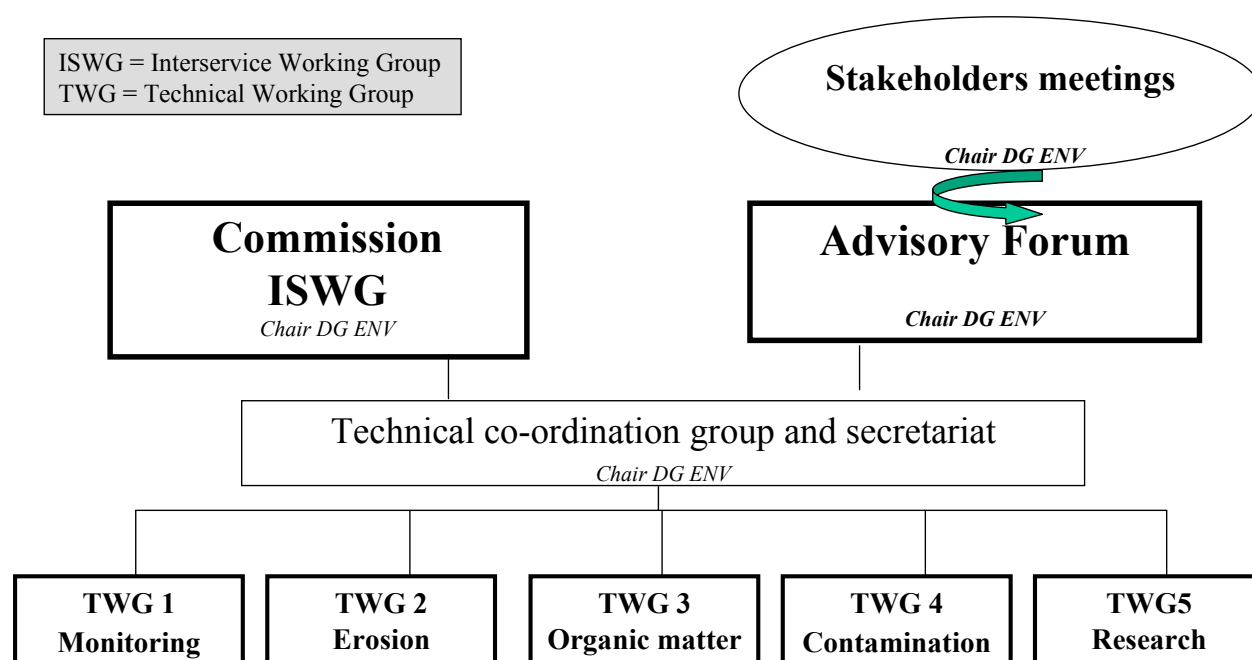 ISWG = Interservice Working Group
TWG = Technical Working Group
Stakeholders meetings
Chair DG ENV
Commission
ISWG
Chair DG ENV
Advisory Forum
Chair DG ENV
Technical co-ordination group and secretariat
Chair DG ENV
TWG 1
Monitoring
TWG 2
Erosion
TWG 3
Organic matter
TWG 4
Contamination
TWG5
Research